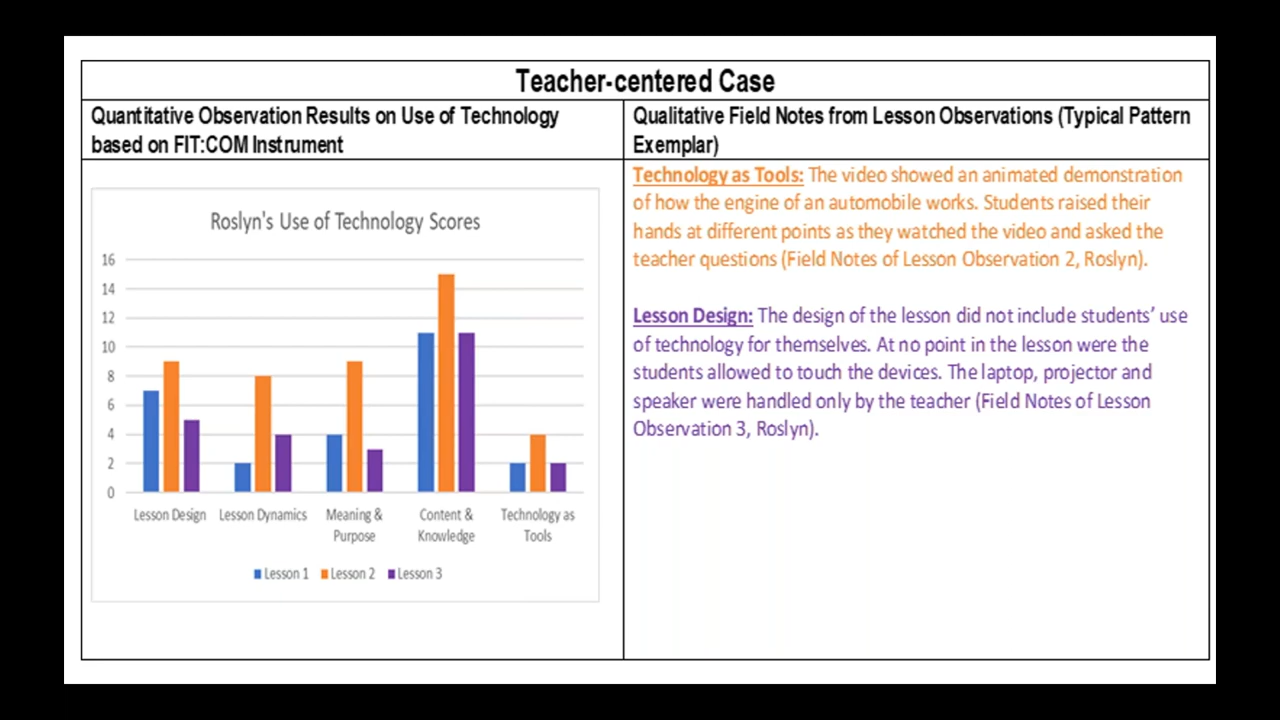 Teacher-centered Case
Quantitative Observation Results on Use of Technology
based on FIT:COM Instrument
Qualitative Field Notes from Lesson Observations (Typical Pattern
Exemplar)
Roslyn's Use of Technology Scores
16
14
12
10
8
6
4
2
0
Lesson Design
Lesson Dynamics
Meaning &
Purpose
Content &
Knowledge
Technology as
Tools
Lesson 1
Lesson 2
Lesson 3
Technology as Tools: The video showed an animated demonstration
of how the engine of an automobile works. Students raised their
hands at different points as they watched the video and asked the
teacher questions (Field Notes of Lesson Observation 2, Roslyn).
Lesson Design: The design of the lesson did not include students’ use
of technology for themselves. At no point in the lesson were the
students allowed to touch the devices. The laptop, projector and
speaker were handled only by the teacher (Field Notes of Lesson
Observation 3, Roslyn).